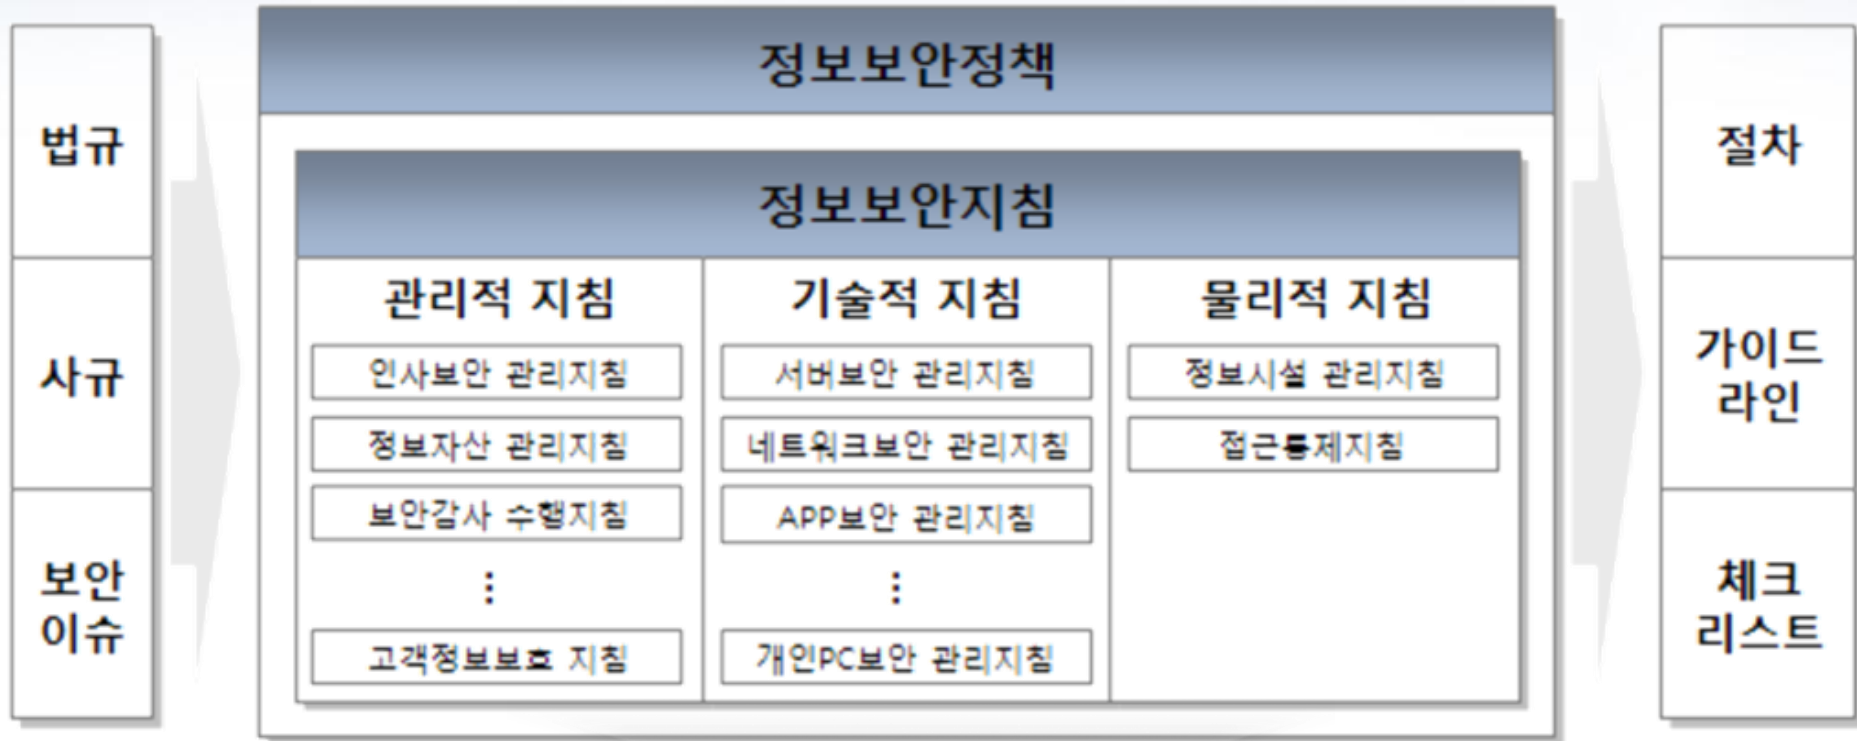 법규
사규
보안
이슈
정보보안정책
정보보안지침
관리적 지침
인사보안 관리지침
정보자산 관리지침
보안감사 수행지침
⋮
고객정보보호 지침
기술적 지침
서버보안 관리지침
네트워크보안 관리지침
APP보안 관리지침
⋮
개인PC보안 관리지침
물리적 지침
정보시설 관리지침
접근통제지침
절차
가이드
라인
체크
리스트